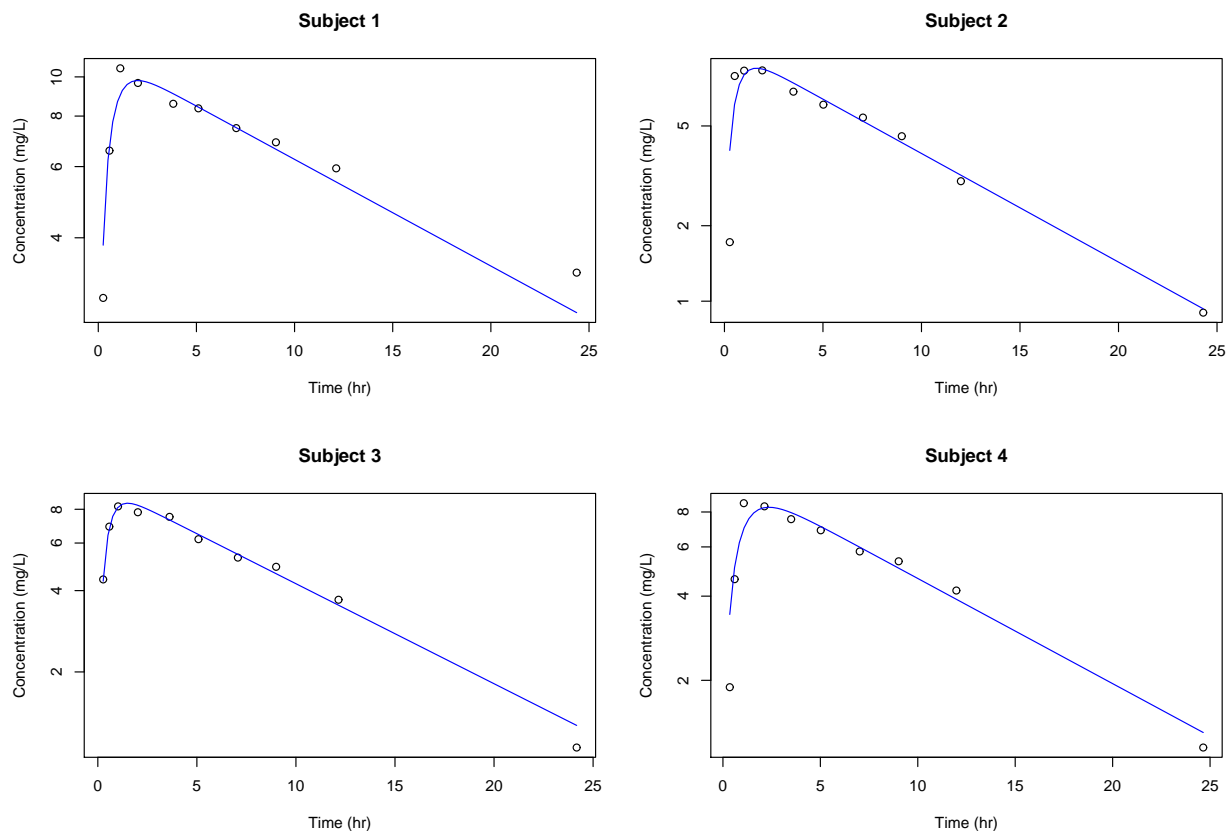 Subject 1
Concentration (mg/L)
10
8
6
4
0 5 10 15 20 25
Time (hr)
Subject 2
Concentration (mg/L)
5
2
1
0 5 10 15 20 25
Time (hr)
Subject 3
Concentration (mg/L)
8
6
4
2
0 5 10 15 20 25
Time (hr)
Subject 4
Concentration (mg/L)
8
6
4
2
0 5 10 15 20 25
Time (hr)